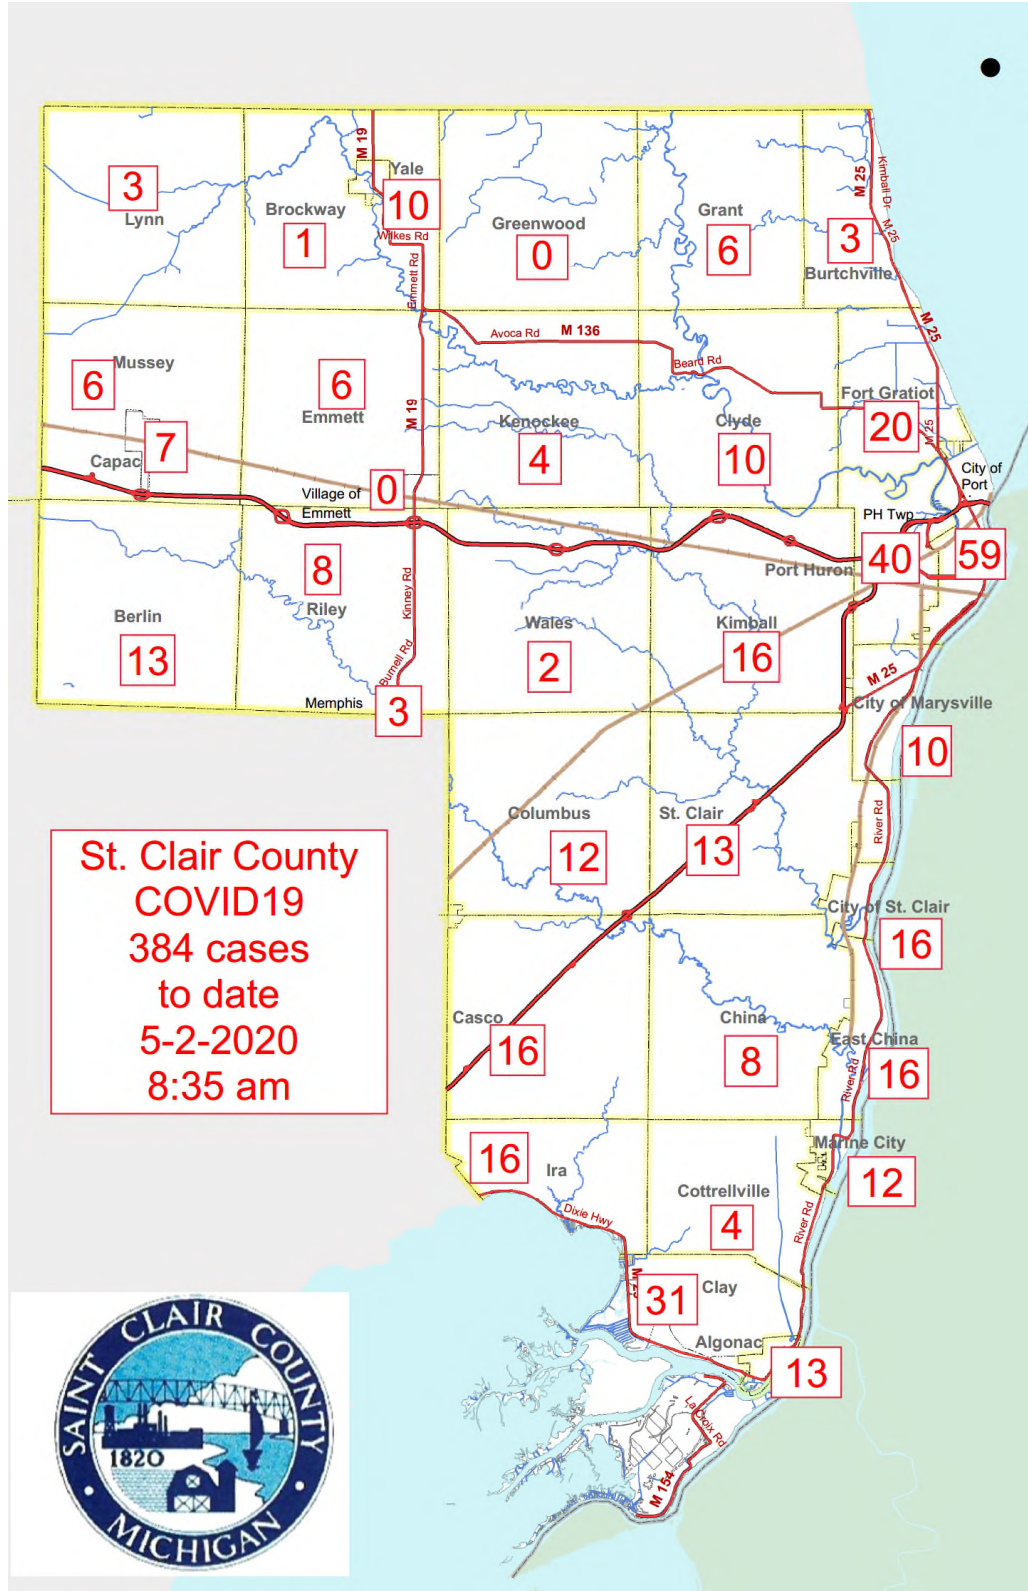 M 19
Yale
3
Lynn
Brockway
10
1
Wilkes Rd
Emmett Rd
Greenwood
0
Grant
6
M 25
Kimball Dr
M 25
3
Burtchville
M 25
Avoca Rd
M 136
Beard Rd
Mussey
6
6
Emmett
M 19
Kenockee
4
Clyde
10
Fort Gratiot
20
M 25
7
Capac
0
Village of
Emmett
City of
Port
PH Twp
40
59
Port Huron
8
Riley
Kinney Rd
Berlin
13
Wales
2
Kimball
16
Burnell Rd
Memphis
3
M 25
City of Marysville
10
River Rd
Columbus
12
St. Clair
13
St. Clair County
COVID19
384 cases
to date
5-2-2020
8:35 am
City of St. Clair
16
Casco
16
China
8
East China
16
River Rd
Marine City
12
16
Ira
Dixie Hwy
Cottrellville
4
River Rd
31
Clay
Algonac
13
La Croix Rd
M 154
SAINT CLAIR COUNTY
1820
MICHIGAN